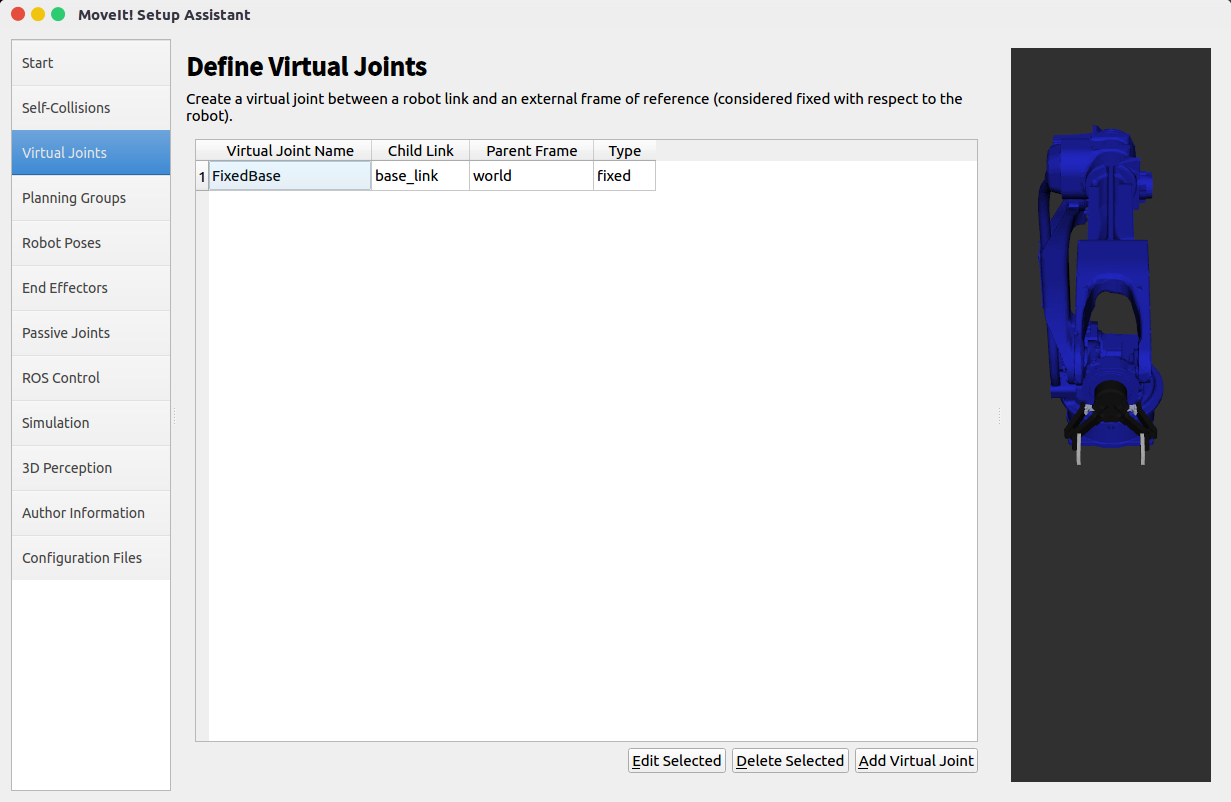 MoveIt! Setup Assistant
Start
Self-Collisions
Virtual Joints
Planning Groups
Robot Poses
End Effectors
Passive Joints
ROS Control
Simulation
3D Perception
Author Information
Configuration Files
Define Virtual Joints
Create a virtual joint between a robot link and an external frame of reference (considered fixed with respect to the
robot).
Virtual Joint Name Child Link Parent Frame Type
1 FixedBase base_link world fixed
Edit Selected Delete Selected Add Virtual Joint